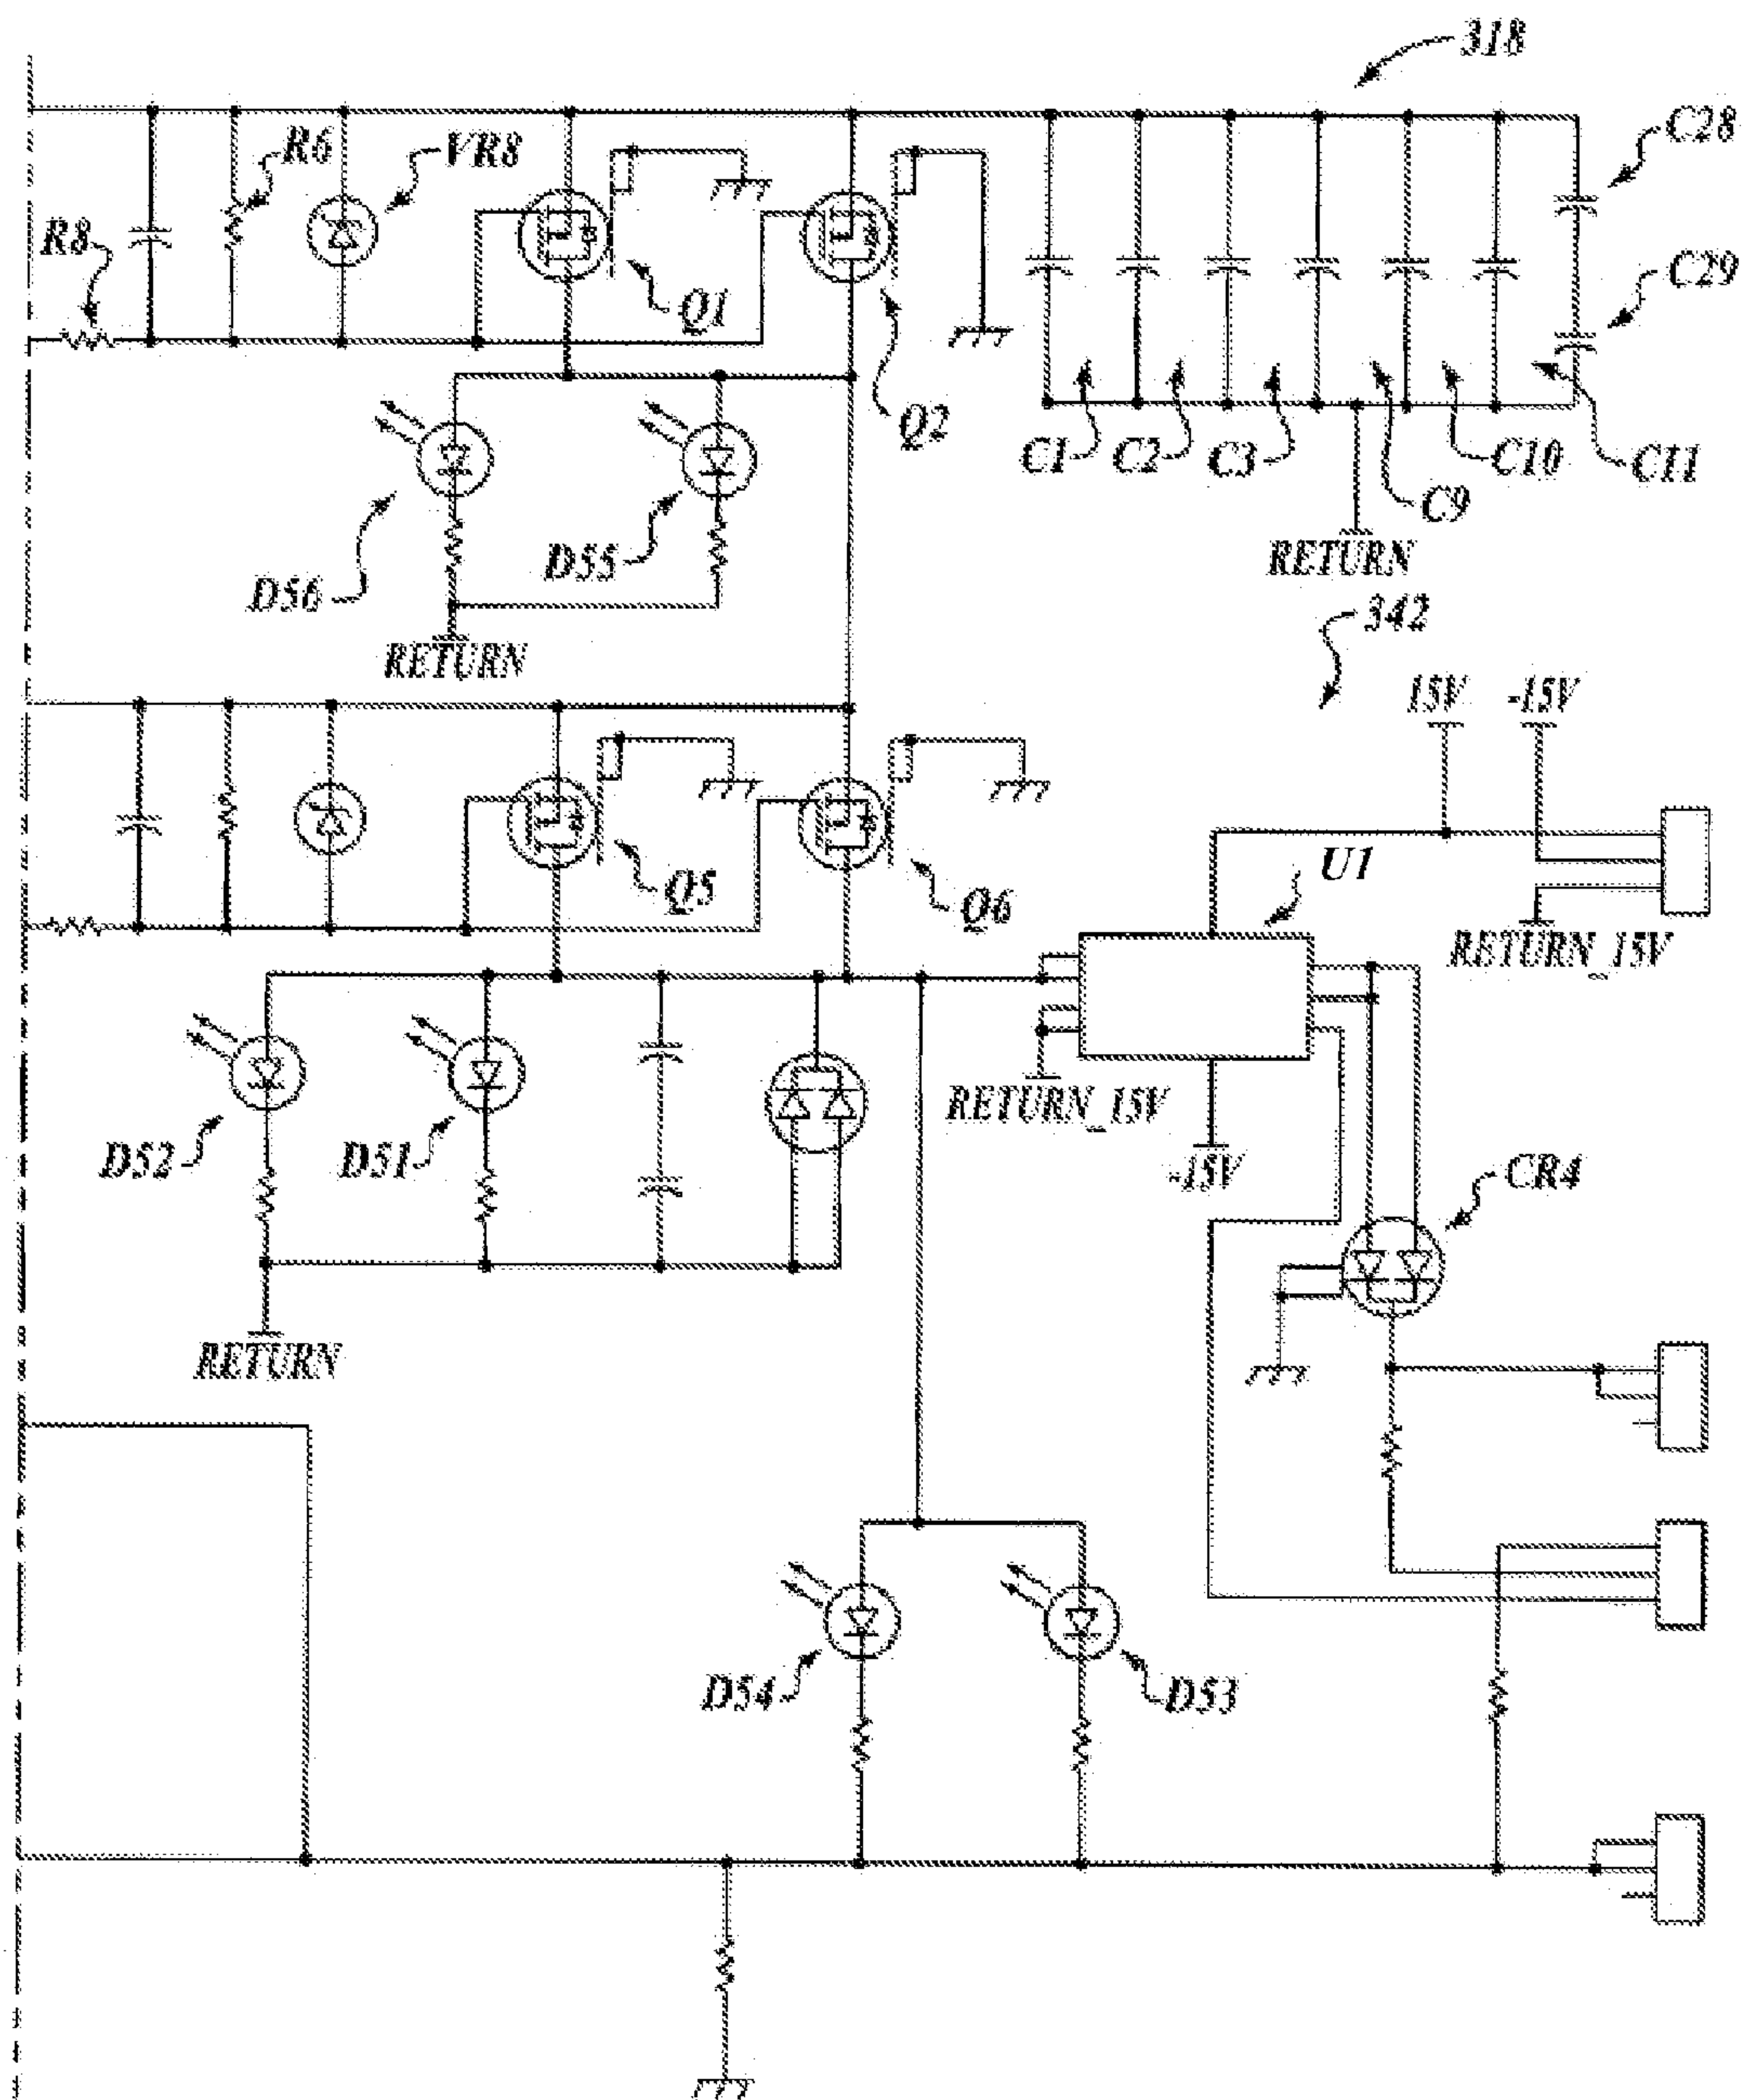 318
C28
R6
VR8
R8
C29
Q1
Q2
C1
C2
C3
C10
C11
C9
D55
RETURN
D56
342
RETURN
15V
-15V
U1
Q5
Q6
RETURN_15V
RETURN_15V
D52
D51
-15V
CR4
RETURN
D54
D53